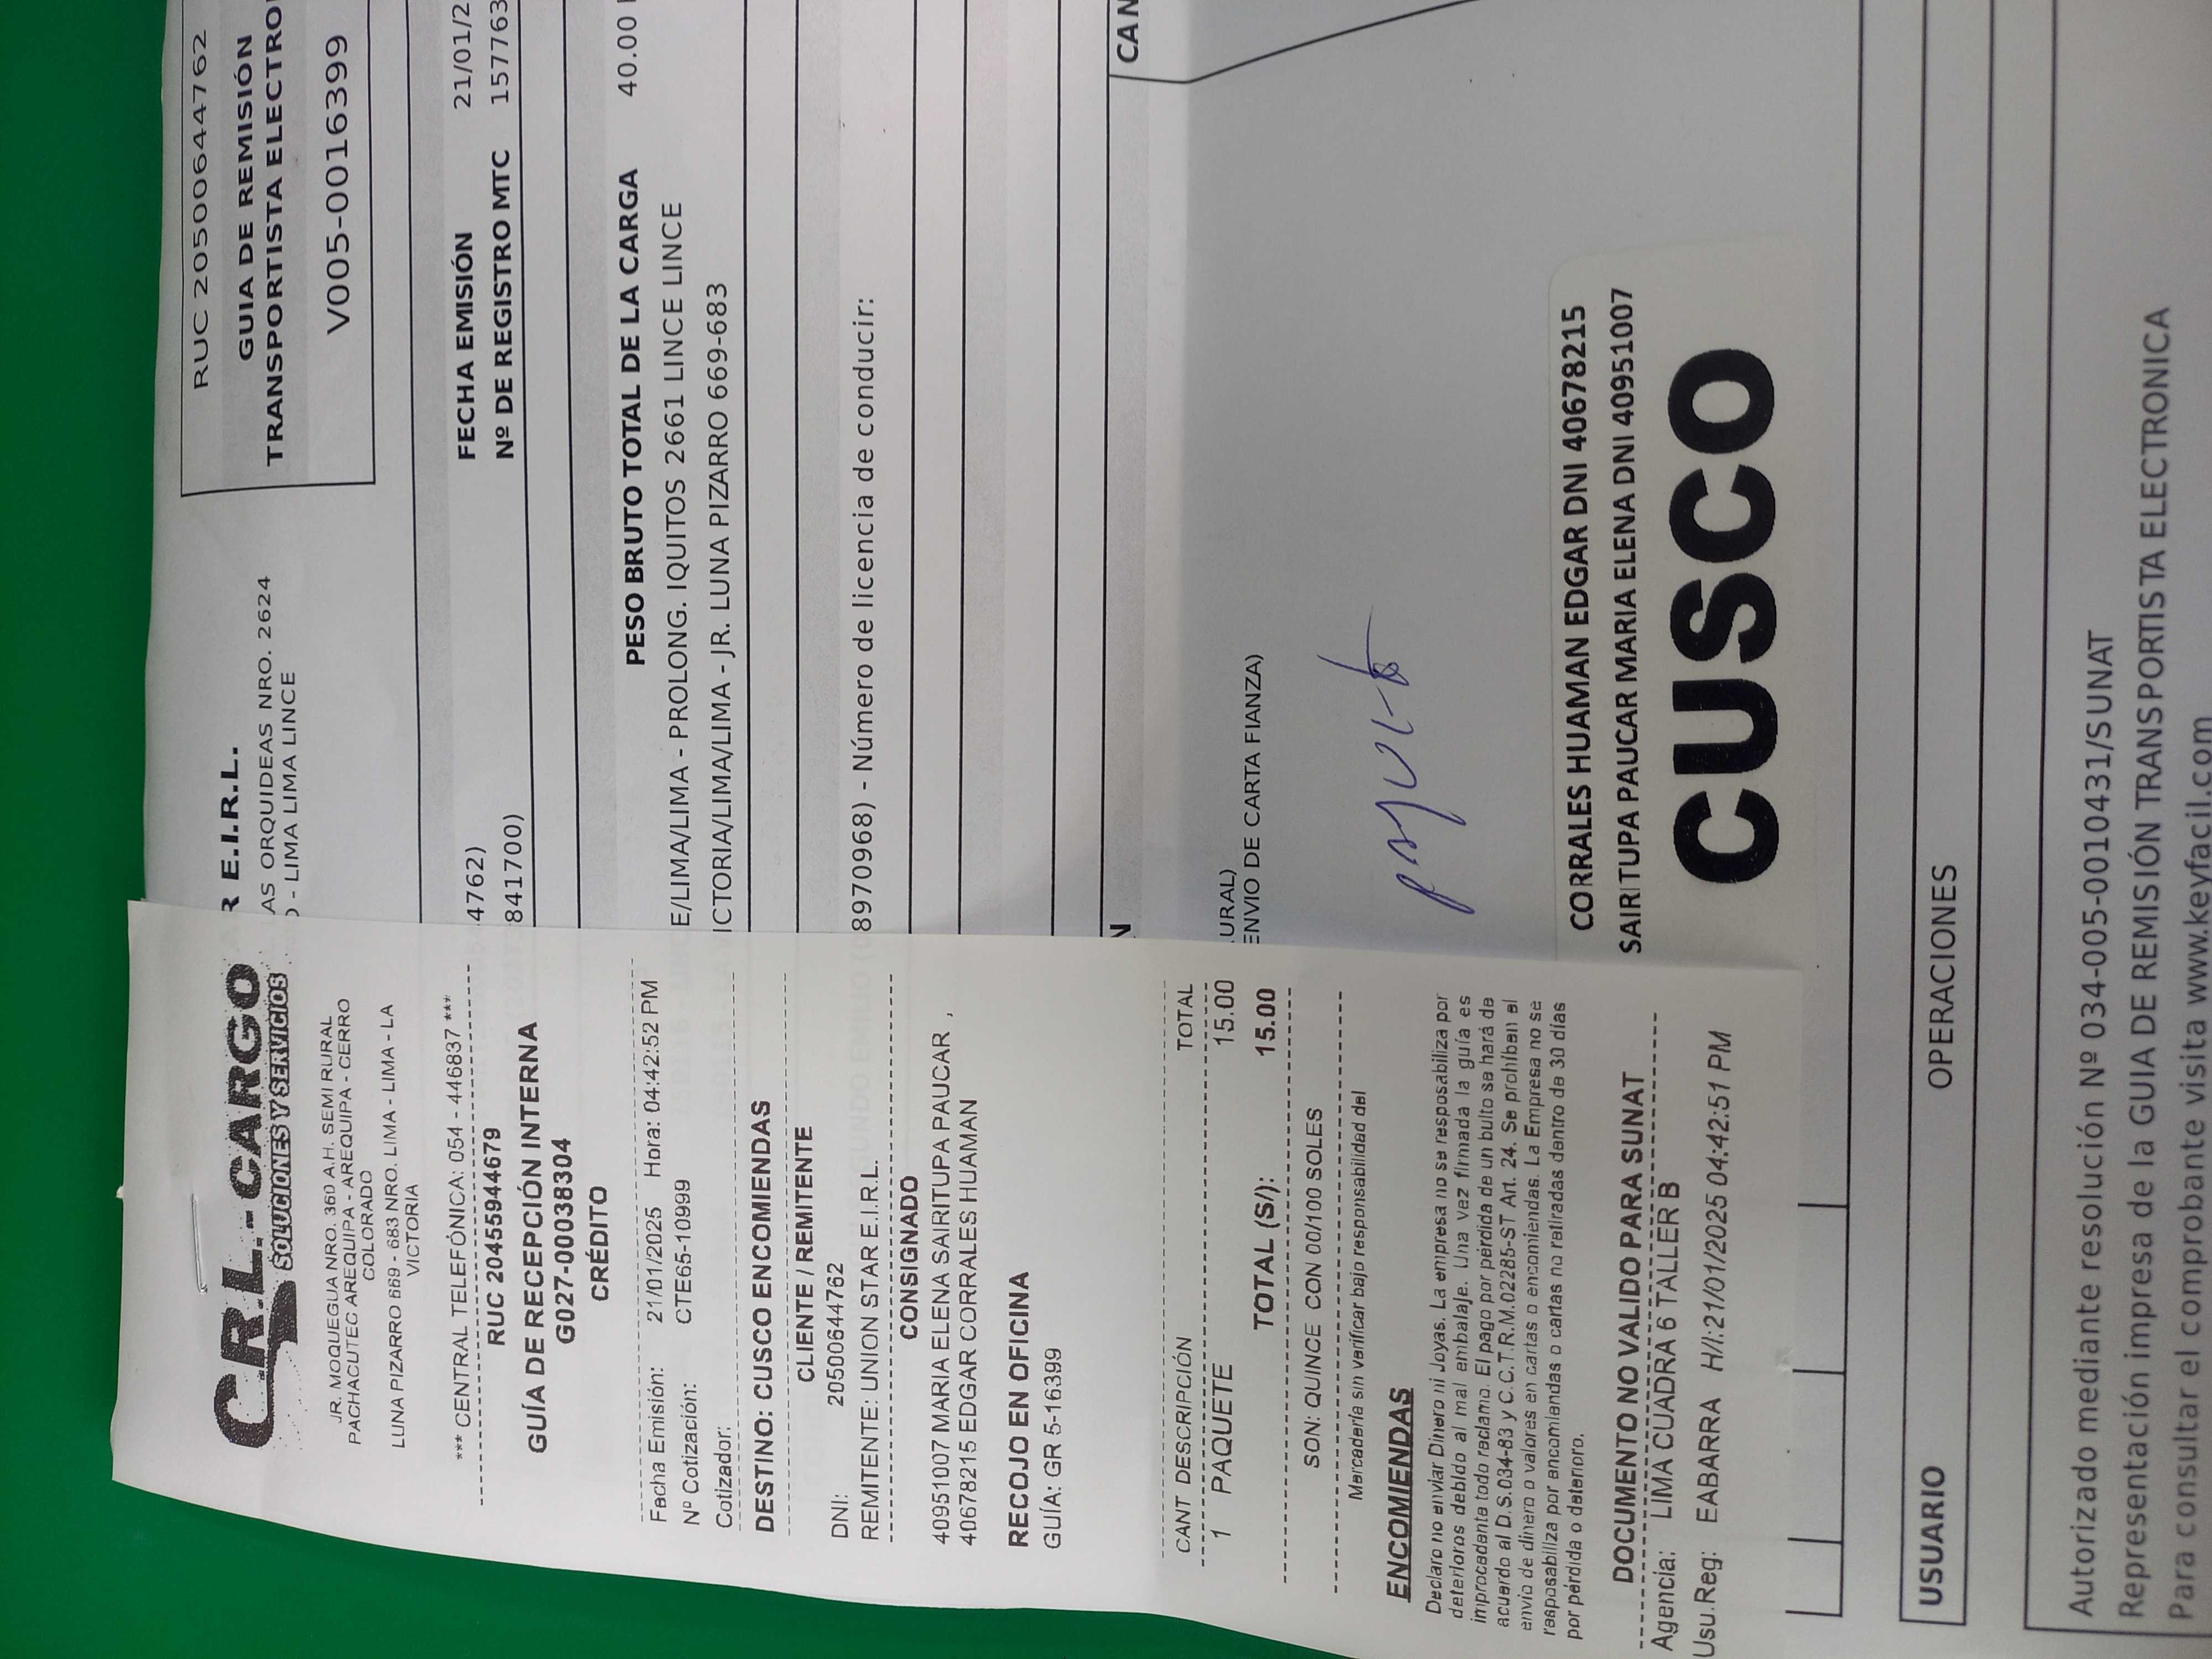 C.R.L.-CARGO
SOLUCIONES Y SERVICIOS
JR. MOQUEGUA NRO. 360 A.H. SEMI RURAL
PACHACUTEC AREQUIPA - AREQUIPA - CERRO
COLORADO
LUNA PIZARRO 669 - 683 NRO. LIMA - LIMA - LA
VICTORIA
*** CENTRAL TELEFÓNICA: 054 - 446837 ***
RUC 20455944679
GUÍA DE RECEPCIÓN INTERNA
G027-00038304
CRÉDITO
Fecha Emisión: 21/01/2025 Hora: 04:42:52 PM
Nº Cotización: CTE65-10999
Cotizador:
DESTINO: CUSCO ENCOMIENDAS
CLIENTE / REMITENTE
DNI: 20500644762
REMITENTE: UNION STAR E.I.R.L.
CONSIGNADO
40951007 MARIA ELENA SAIRITUPA PAUCAR ,
40678215 EDGAR CORRALES HUAMAN
RECOJO EN OFICINA
GUÍA: GR 5-16399
CANT DESCRIPCIÓN TOTAL
1 PAQUETE 15.00
TOTAL (S/): 15.00
SON: QUINCE CON 00/100 SOLES
Mercadería sin verificar bajo responsabilidad del
ENCOMIENDAS
Declaro no enviar Dinero ni Joyas. La empresa no se resposabiliza por
deterioros debido al mal embalaje. Una vez firmada la guía es
improcedente todo reclamo. El pago por pérdida de un bulto se hará de
acuerdo al D.S.034-83 y C.C.T.R.M.02285-ST Art. 24. Se prohiben el
envio de dinero o valores en cartas o encomiendas. La Empresa no se
resposabiliza por encomiendas o cartas no retiradas dentro de 30 días
por pérdida o deterioro.
DOCUMENTO NO VALIDO PARA SUNAT
Agencia: LIMA CUADRA 6 TALLER B
Usu.Reg: EABARRA H/I:21/01/2025 04:42:51 PM
R E.I.R.L.
AS ORQUIDEAS NRO. 2624
- LIMA LIMA LINCE
RUC 20500644762
GUIA DE REMISIÓN
TRANSPORTISTA ELECTRO
V005-0016399
4762)
841700)
FECHA EMISIÓN 21/01/2
Nº DE REGISTRO MTC 157763
PESO BRUTO TOTAL DE LA CARGA 40.00
E/LIMA/LIMA - PROLONG. IQUITOS 2661 LINCE LINCE
ICTORIA/LIMA/LIMA - JR. LUNA PIZARRO 669-683
8970968) - Número de licencia de conducir:
N
CAN
URAL)
ENVIO DE CARTA FIANZA)
CORRALES HUAMAN EDGAR DNI 40678215
SAIRITUPA PAUCAR MARIA ELENA DNI 40951007
CUSCO
USUARIO OPERACIONES
Autorizado mediante resolución Nº 034-005-0010431/SUNAT
Representación impresa de la GUIA DE REMISIÓN TRANSPORTISTA ELECTRONICA
Para consultar el comprobante visita www.keyfacil.com